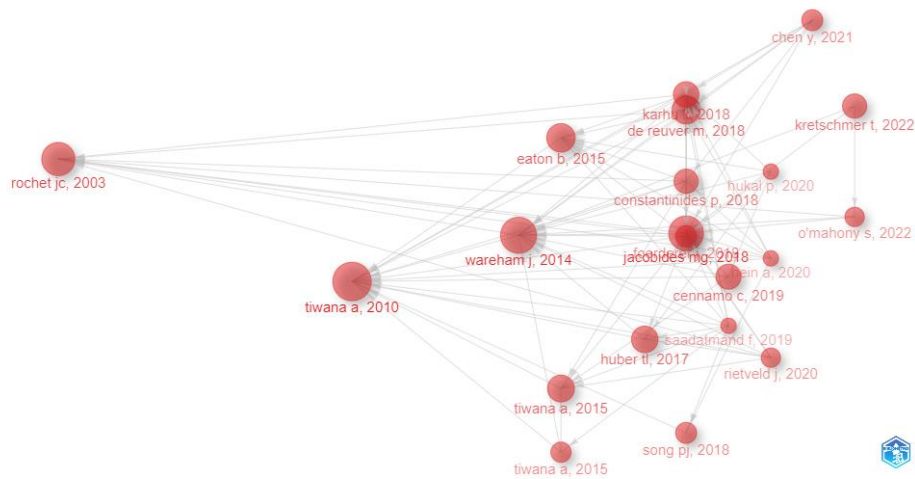 chen y, 2021
karhu k, 2018
de reuver m, 2018
kretschmer t, 2022
eaton b, 2015
rochet jc, 2003
hukal p, 2020
constantinides p, 2018
o'mahony s, 2022
wareham j, 2014
jacobides mg, 2018
hein a, 2020
cennamo c, 2019
tiwana a, 2010
saadatmand f, 2019
huber tl, 2017
rietveld j, 2020
tiwana a, 2015
song pj, 2018
tiwana a, 2015